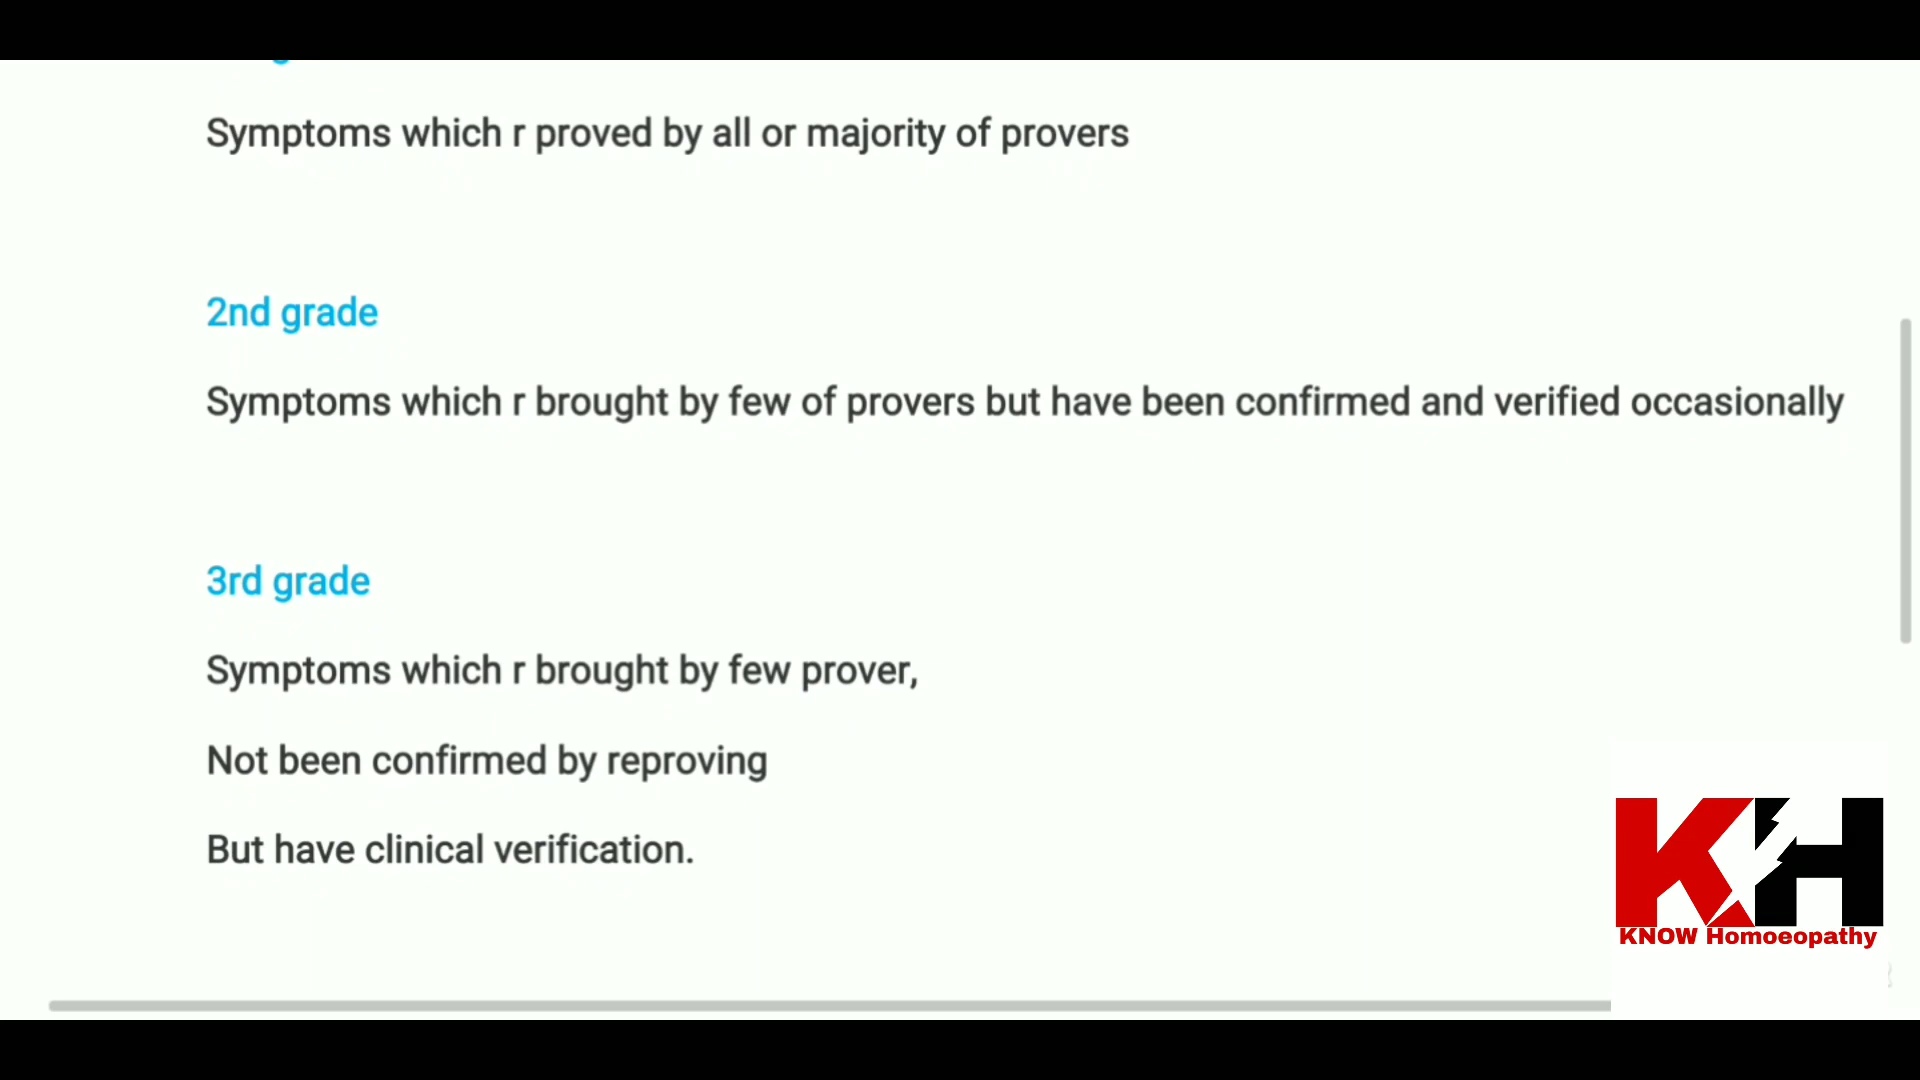 Symptoms which r proved by all or majority of provers
2nd grade
Symptoms which r brought by few of provers but have been confirmed and verified occasionally
3rd grade
Symptoms which r brought by few prover,
Not been confirmed by reproving
But have clinical verification.
KH
KNOW Homoeopathy